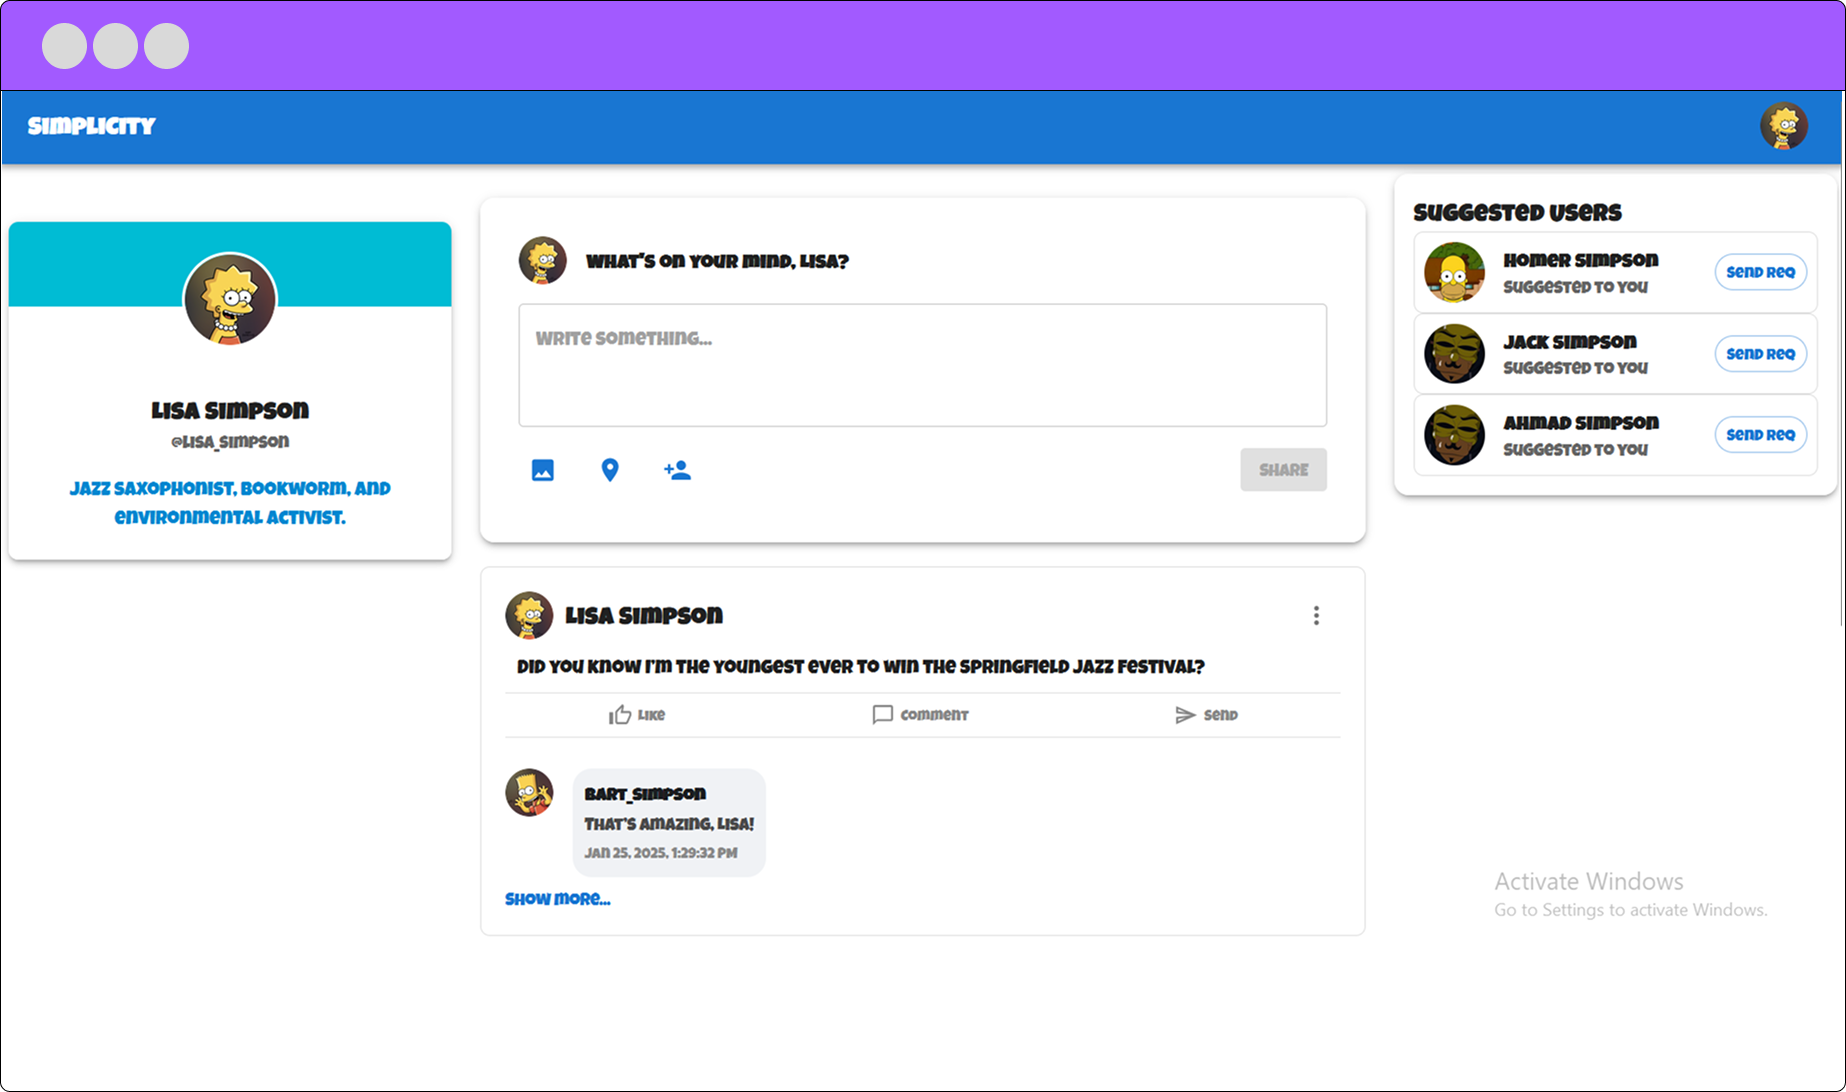 SIMPLICITY
LISA SIMPSON
@LISA_SIMPSON
JAZZ SAXOPHONIST, BOOKWORM, AND
ENVIRONMENTAL ACTIVIST.
WHAT'S ON YOUR MIND, LISA?
WRITE SOMETHING...
SHARE
LISA SIMPSON
DID YOU KNOW I'M THE YOUNGEST EVER TO WIN THE SPRINGFIELD JAZZ FESTIVAL?
LIKE
COMMENT
SEND
BART_SIMPSON
THAT'S AMAZING, LISA!
JAN 25, 2025, 1:29:32 PM
SHOW MORE...
SUGGESTED USERS
HOMER SIMPSON
SUGGESTED TO YOU
SEND REQ
JACK SIMPSON
SUGGESTED TO YOU
SEND REQ
AHMAD SIMPSON
SUGGESTED TO YOU
SEND REQ
Activate Windows
Go to Settings to activate Windows.